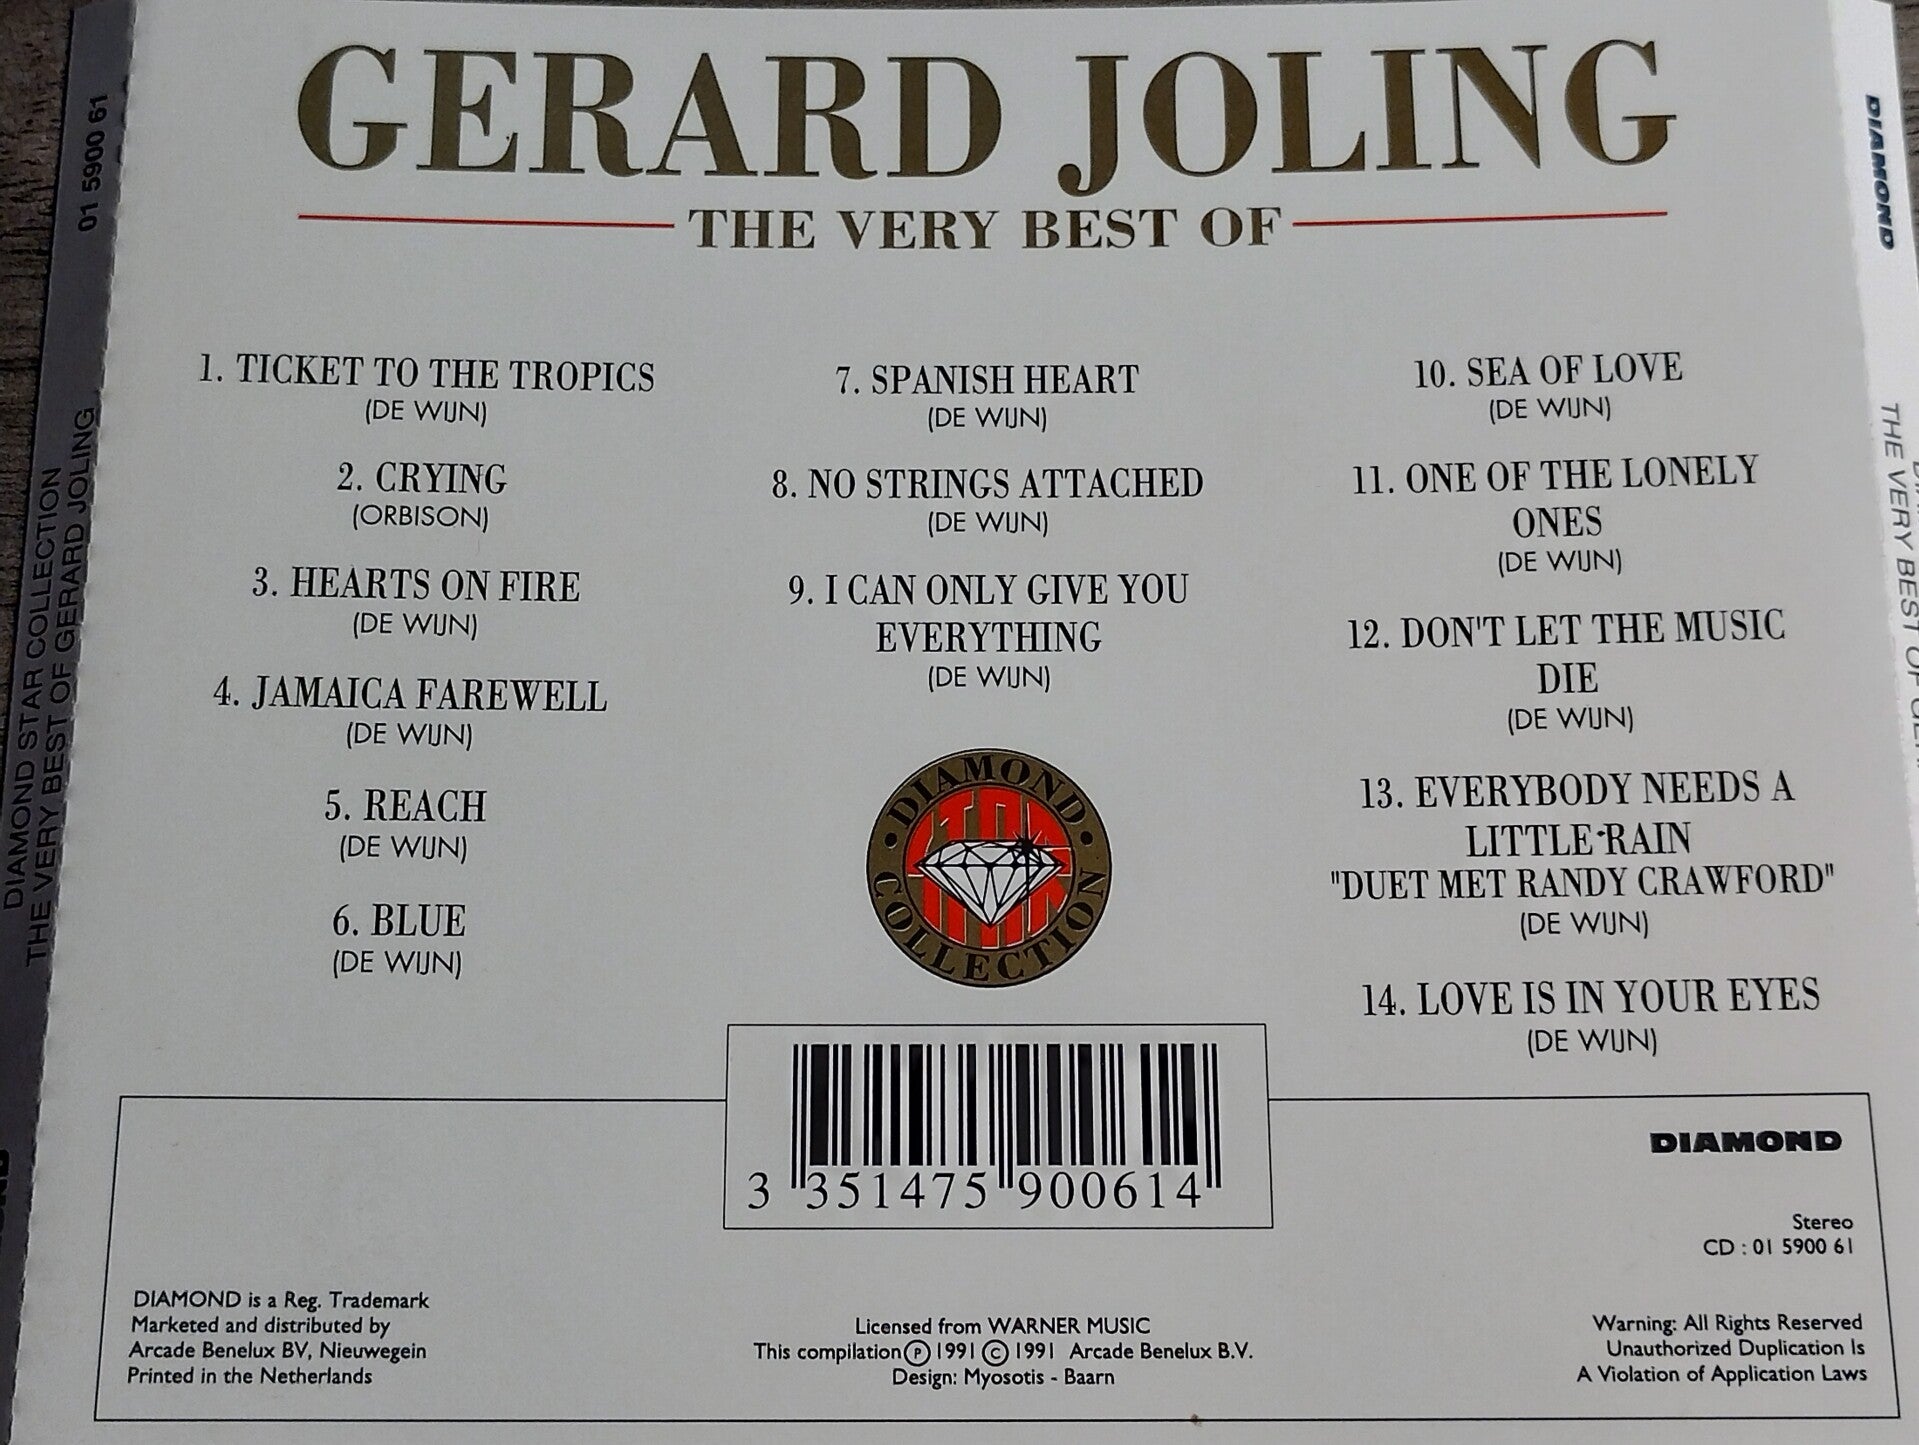 GERARD JOLING
THE VERY BEST OF
1. TICKET TO THE TROPICS
(DE WIJN)
2. CRYING
(ORBISON)
3. HEARTS ON FIRE
(DE WIJN)
4. JAMAICA FAREWELL
(DE WIJN)
5. REACH
(DE WIJN)
6. BLUE
(DE WIJN)
7. SPANISH HEART
(DE WIJN)
8. NO STRINGS ATTACHED
(DE WIJN)
9. I CAN ONLY GIVE YOU
EVERYTHING
(DE WIJN)
10. SEA OF LOVE
(DE WIJN)
11. ONE OF THE LONELY
ONES
(DE WIJN)
12. DON'T LET THE MUSIC
DIE
(DE WIJN)
13. EVERYBODY NEEDS A
LITTLE RAIN
"DUET MET RANDY CRAWFORD"
(DE WIJN)
14. LOVE IS IN YOUR EYES
(DE WIJN)
DIAMOND
STAR
COLLECTION
3 351475 900614
DIAMOND
Stereo
CD : 01 5900 61
DIAMOND is a Reg. Trademark
Marketed and distributed by
Arcade Benelux BV, Nieuwegein
Printed in the Netherlands
Licensed from WARNER MUSIC
This compilation Ⓟ 1991 © 1991 Arcade Benelux B.V.
Design: Myosotis - Baarn
Warning: All Rights Reserved
Unauthorized Duplication Is
A Violation of Application Laws
01 5900 61
DIAMOND STAR COLLECTION
THE VERY BEST OF GERARD JOLING
DIAMOND
THE VERY BEST OF